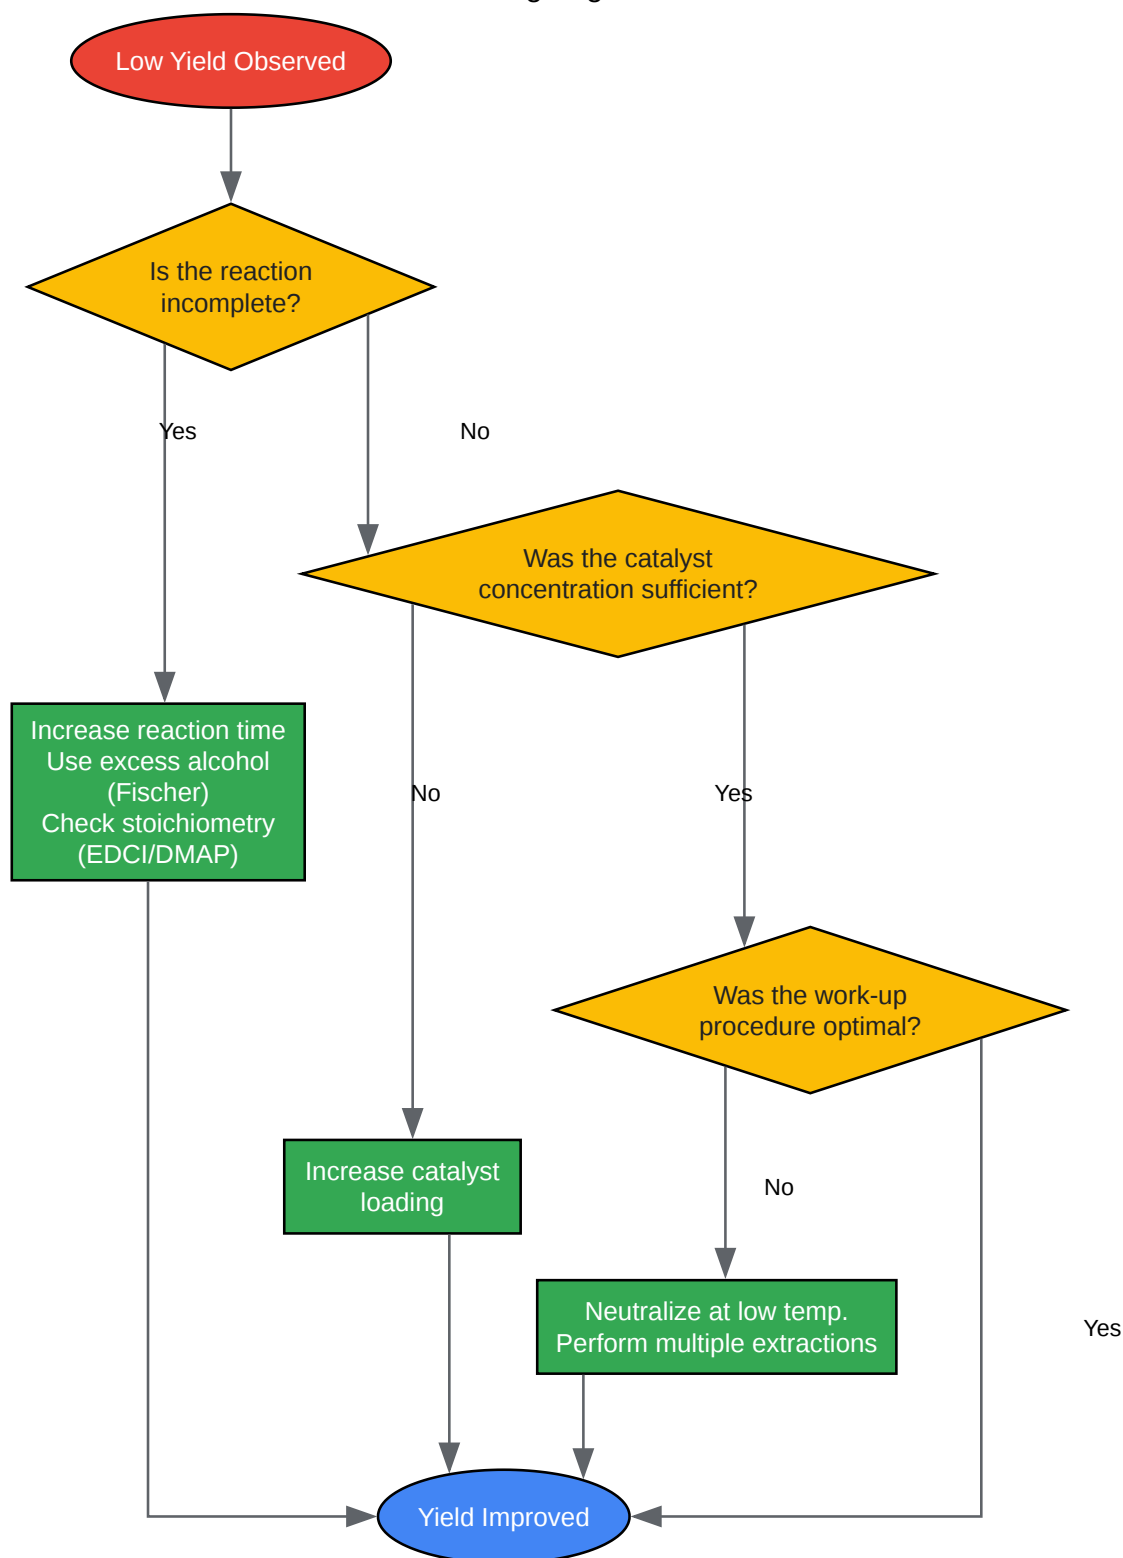 Low Yield Observed
Is the reaction
incomplete?
Yes
No
Was the catalyst
concentration sufficient?
Increase reaction time
Use excess alcohol
(Fischer)
Check stoichiometry
(EDCI/DMAP)
No
Yes
Was the work-up
procedure optimal?
Increase catalyst
loading
No
Neutralize at low temp.
Perform multiple extractions
Yes
Yield Improved